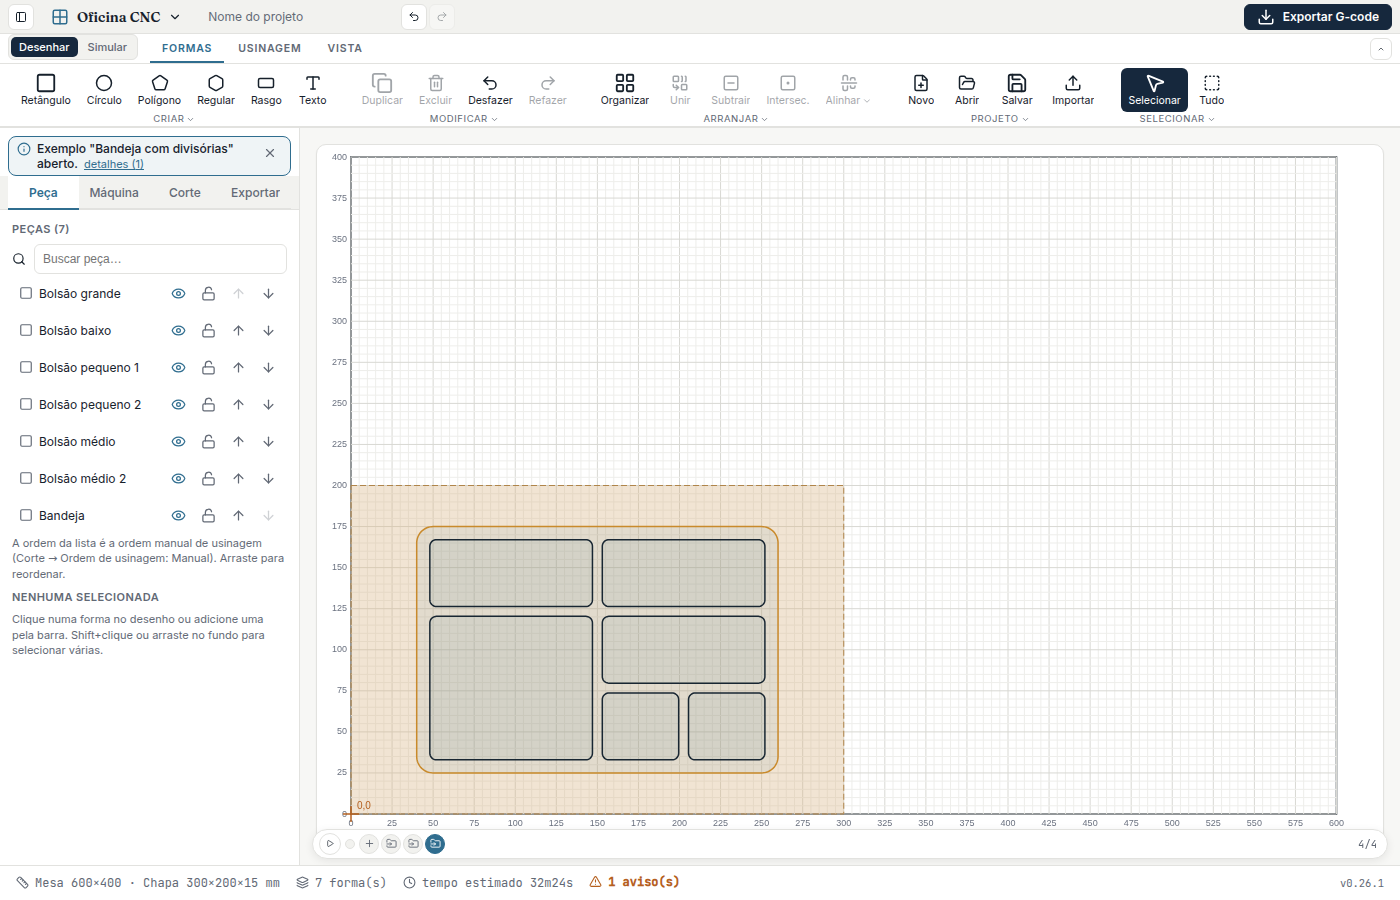 Oficina CNC
Nome do projeto
Exportar G-code
Desenhar
Simular
FORMAS
USINAGEM
VISTA
Retângulo
Círculo
Polígono
Regular
Rasgo
Texto
CRIAR
Duplicar
Excluir
Desfazer
Refazer
MODIFICAR
Organizar
Unir
Subtrair
Intersec.
Alinhar
ARRANJAR
Novo
Abrir
Salvar
Importar
PROJETO
Selecionar
Tudo
SELECIONAR
Exemplo "Bandeja com divisórias"
aberto. detalhes (1)
Peça
Máquina
Corte
Exportar
PEÇAS (7)
Buscar peça…
Bolsão grande
Bolsão baixo
Bolsão pequeno 1
Bolsão pequeno 2
Bolsão médio
Bolsão médio 2
Bandeja
A ordem da lista é a ordem manual de usinagem
(Corte → Ordem de usinagem: Manual). Arraste para
reordenar.
NENHUMA SELECIONADA
Clique numa forma no desenho ou adicione uma
pela barra. Shift+clique ou arraste no fundo para
selecionar várias.
400
375
350
325
300
275
250
225
200
175
150
125
100
75
50
25
0
0,0
0 25 50 75 100 125 150 175 200 225 250 275 300 325 350 375 400 425 450 475 500 525 550 575 600
4/4
Mesa 600×400 · Chapa 300×200×15 mm
7 forma(s)
tempo estimado 32m24s
1 aviso(s)
v0.26.1